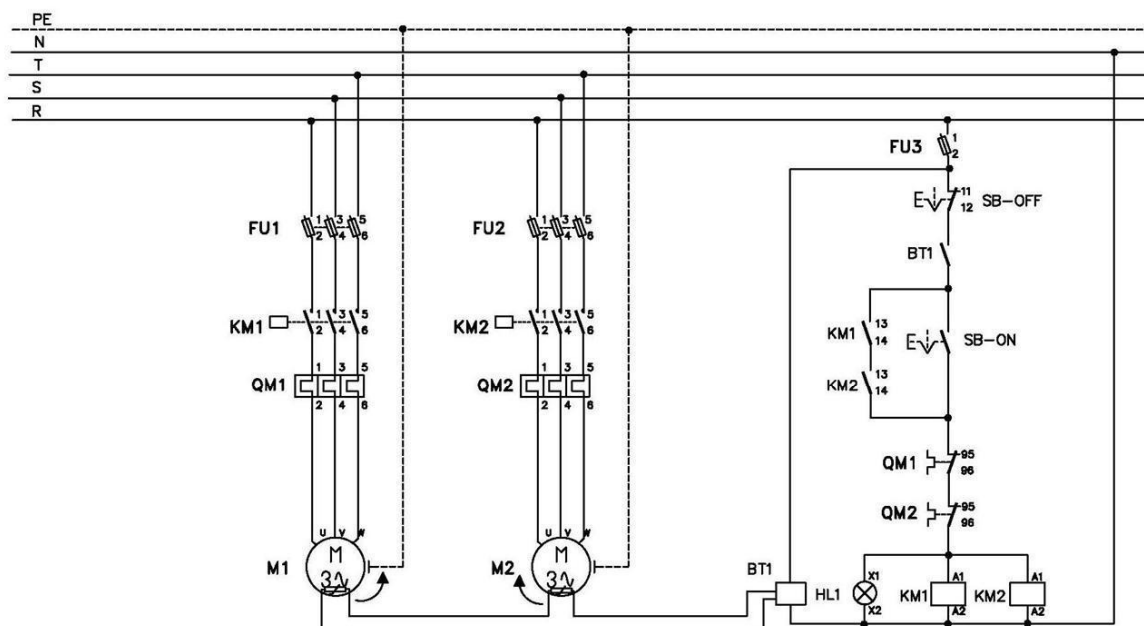 PE
N
T
S
R
FU1
1 3 5
2 4 6
FU2
1 3 5
2 4 6
FU3
1
2
11
12
SB-OFF
BT1
KM1
1 3 5
2 4 6
KM2
1 3 5
2 4 6
KM1
13
14
SB-ON
KM2
13
14
QM1
1 3 5
2 4 6
QM2
1 3 5
2 4 6
QM1
95
96
QM2
95
96
U V W
M1
M
3
U V W
M2
M
3
BT1
HL1
X1
X2
KM1
A1
A2
KM2
A1
A2